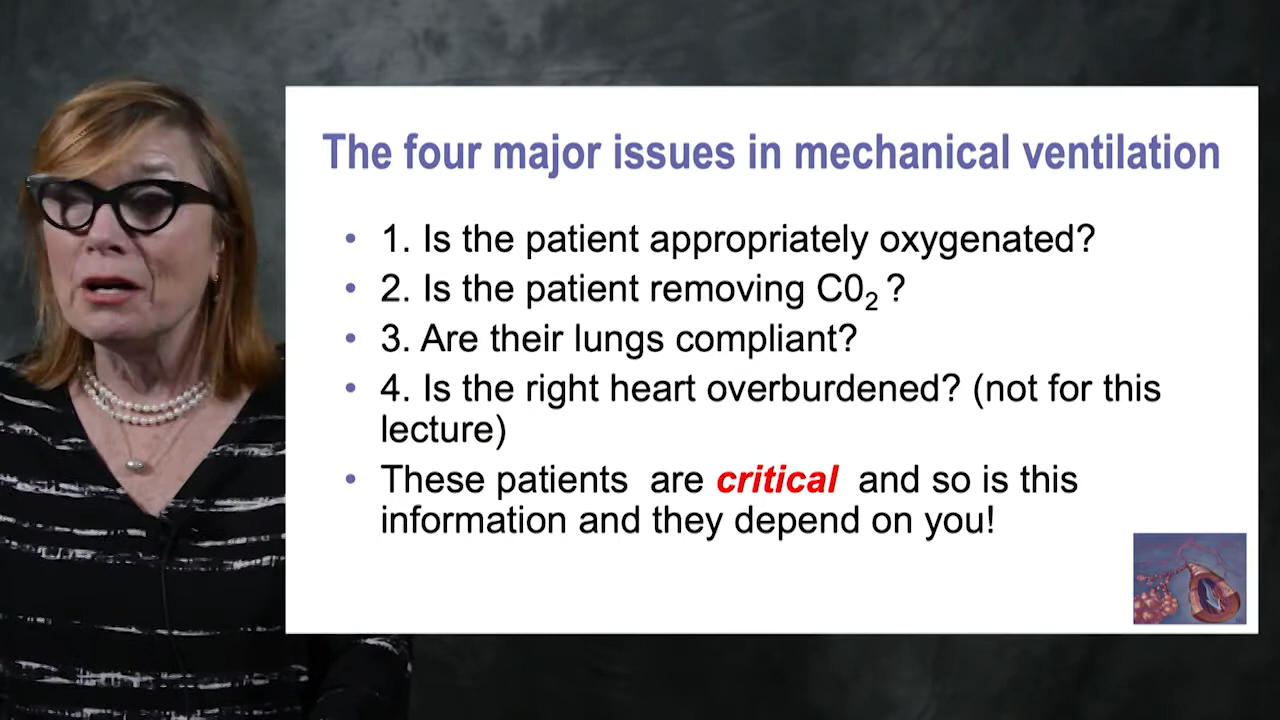 The four major issues in mechanical ventilation
• 1. Is the patient appropriately oxygenated?
• 2. Is the patient removing C0₂ ?
• 3. Are their lungs compliant?
• 4. Is the right heart overburdened? (not for this
lecture)
• These patients are critical and so is this
information and they depend on you!